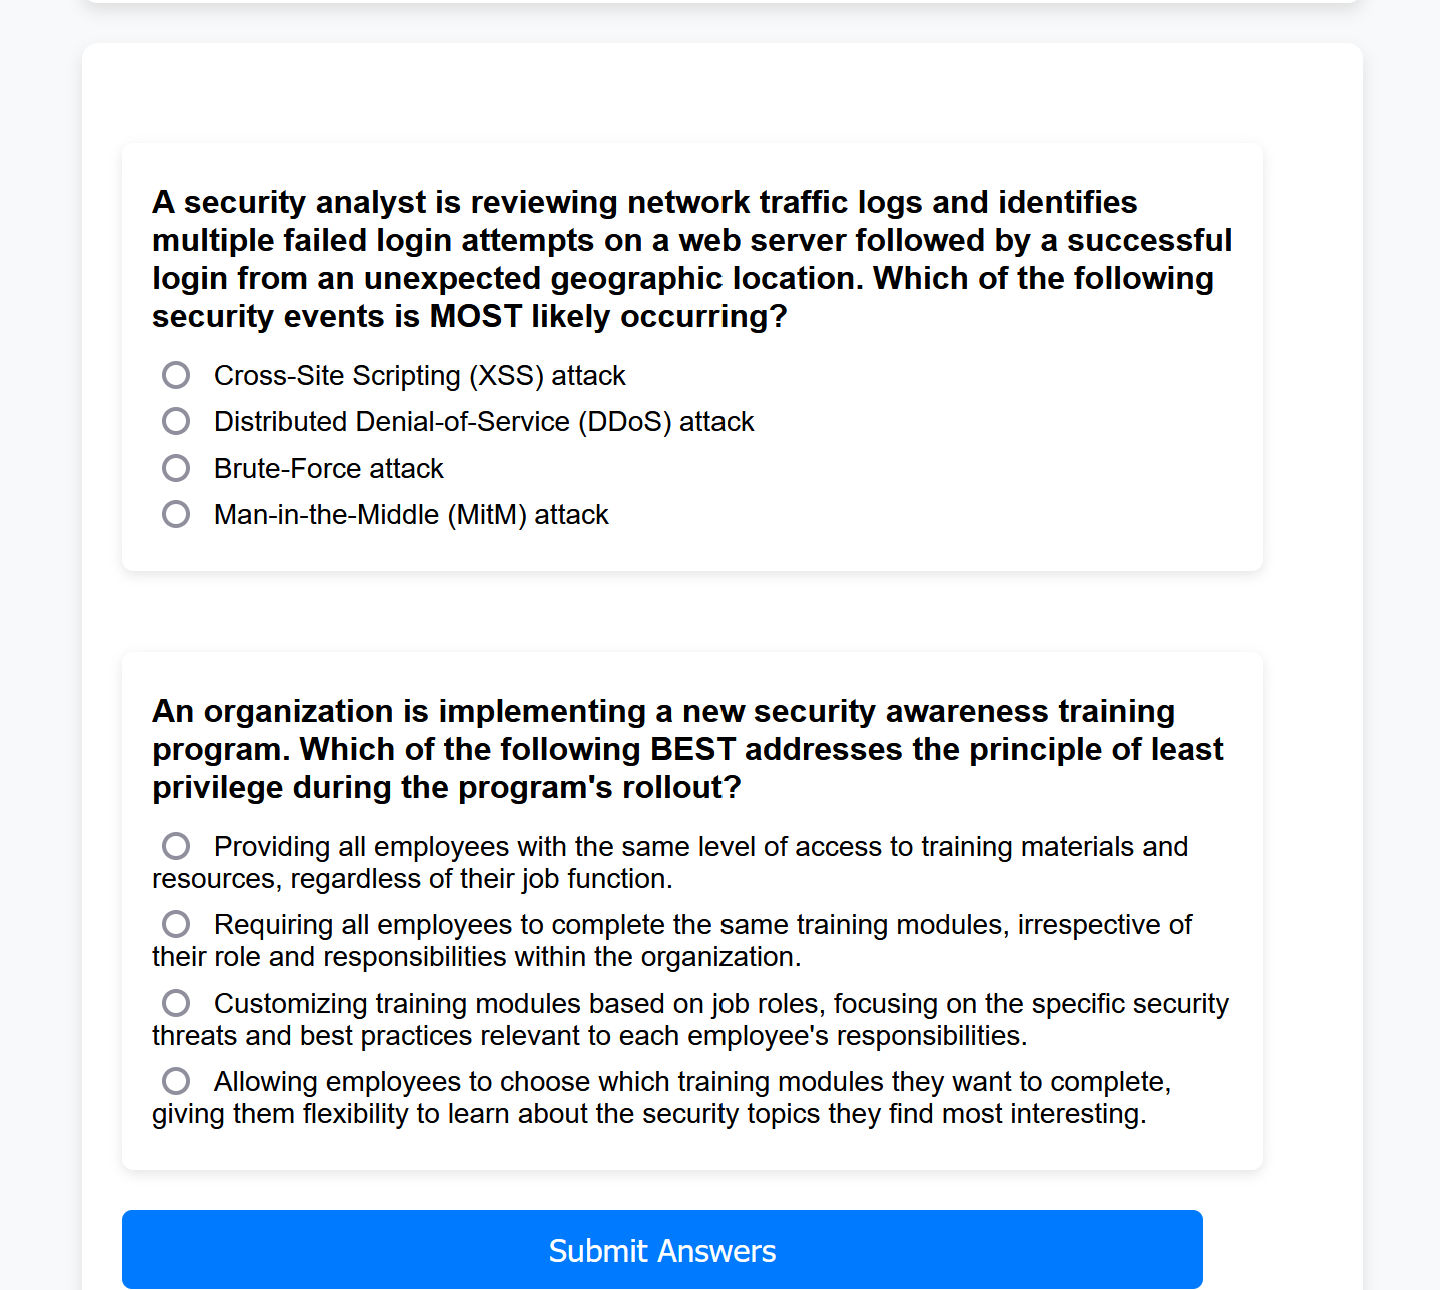 A security analyst is reviewing network traffic logs and identifies
multiple failed login attempts on a web server followed by a successful
login from an unexpected geographic location. Which of the following
security events is MOST likely occurring?
Cross-Site Scripting (XSS) attack
Distributed Denial-of-Service (DDoS) attack
Brute-Force attack
Man-in-the-Middle (MitM) attack
An organization is implementing a new security awareness training
program. Which of the following BEST addresses the principle of least
privilege during the program's rollout?
Providing all employees with the same level of access to training materials and
resources, regardless of their job function.
Requiring all employees to complete the same training modules, irrespective of
their role and responsibilities within the organization.
Customizing training modules based on job roles, focusing on the specific security
threats and best practices relevant to each employee's responsibilities.
Allowing employees to choose which training modules they want to complete,
giving them flexibility to learn about the security topics they find most interesting.
Submit Answers